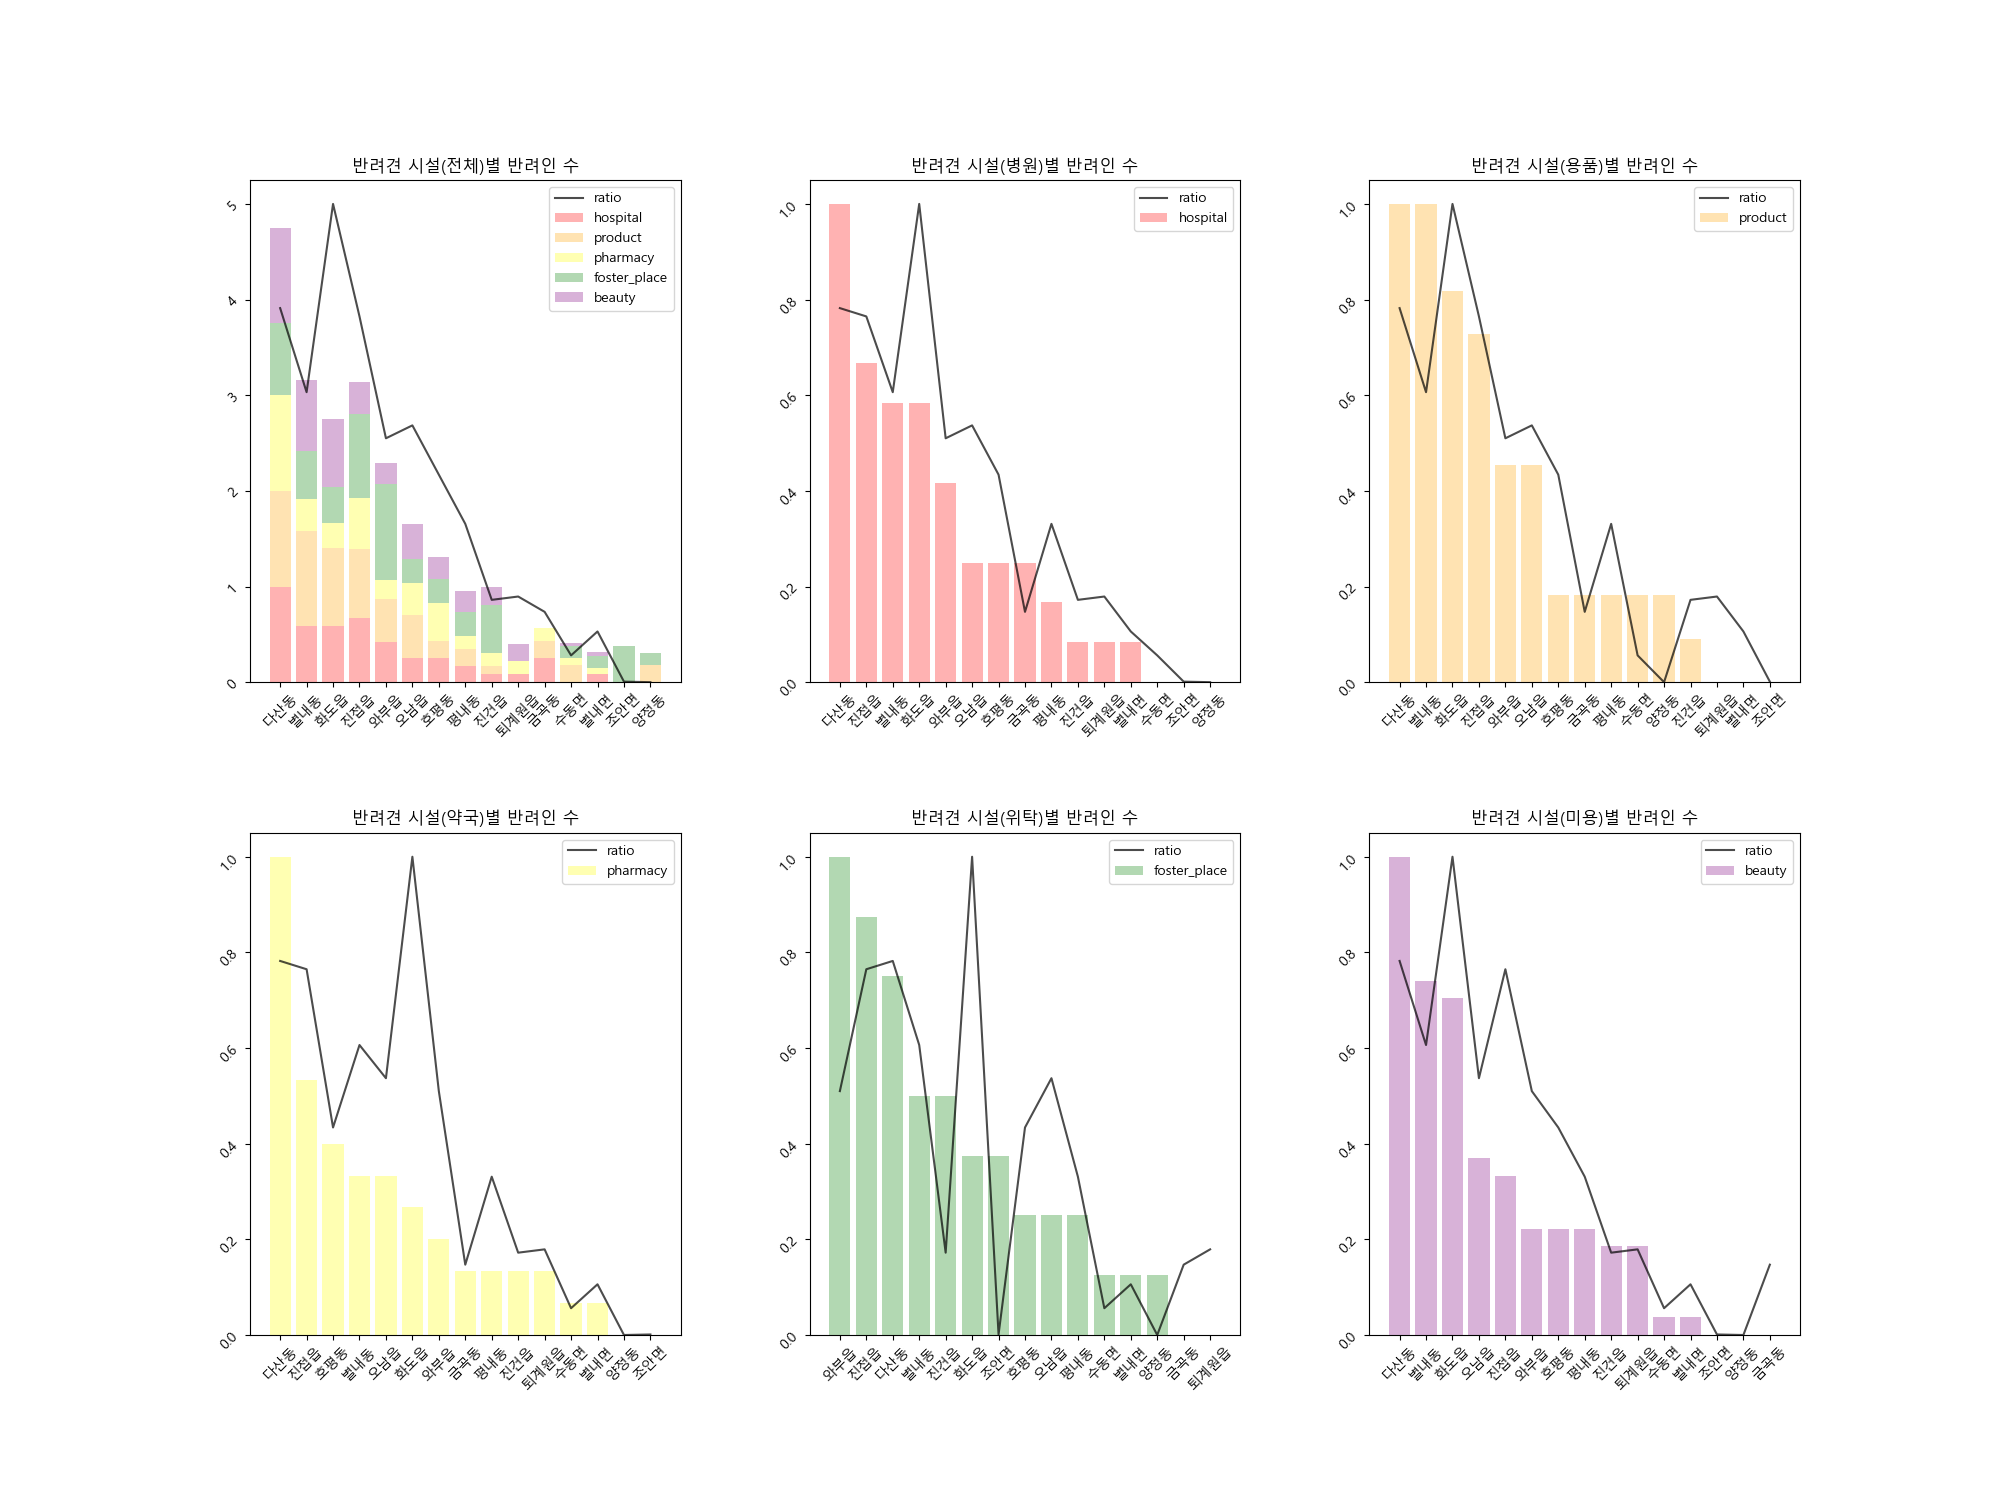 반려견 시설(전체)별 반려인 수
ratio
hospital
product
pharmacy
foster_place
beauty
5
4
3
2
1
0
다산동 별내동 화도읍 진접읍 와부읍 오남읍 호평동 평내동 진건읍 퇴계원읍 금곡동 수동면 별내면 조안면 양정동
반려견 시설(병원)별 반려인 수
ratio
hospital
1.0
0.8
0.6
0.4
0.2
0.0
다산동 진접읍 별내동 화도읍 와부읍 오남읍 호평동 금곡동 평내동 진건읍 퇴계원읍 별내면 수동면 조안면 양정동
반려견 시설(용품)별 반려인 수
ratio
product
1.0
0.8
0.6
0.4
0.2
0.0
다산동 별내동 화도읍 진접읍 와부읍 오남읍 호평동 금곡동 평내동 수동면 양정동 진건읍 퇴계원읍 별내면 조안면
반려견 시설(약국)별 반려인 수
ratio
pharmacy
1.0
0.8
0.6
0.4
0.2
0.0
다산동 진접읍 호평동 별내동 오남읍 화도읍 와부읍 금곡동 평내동 진건읍 퇴계원읍 수동면 별내면 양정동 조안면
반려견 시설(위탁)별 반려인 수
ratio
foster_place
1.0
0.8
0.6
0.4
0.2
0.0
와부읍 진접읍 다산동 별내동 진건읍 화도읍 조안면 호평동 오남읍 평내동 수동면 별내면 양정동 금곡동 퇴계원읍
반려견 시설(미용)별 반려인 수
ratio
beauty
1.0
0.8
0.6
0.4
0.2
0.0
다산동 별내동 화도읍 오남읍 진접읍 와부읍 호평동 평내동 진건읍 퇴계원읍 수동면 별내면 조안면 양정동 금곡동